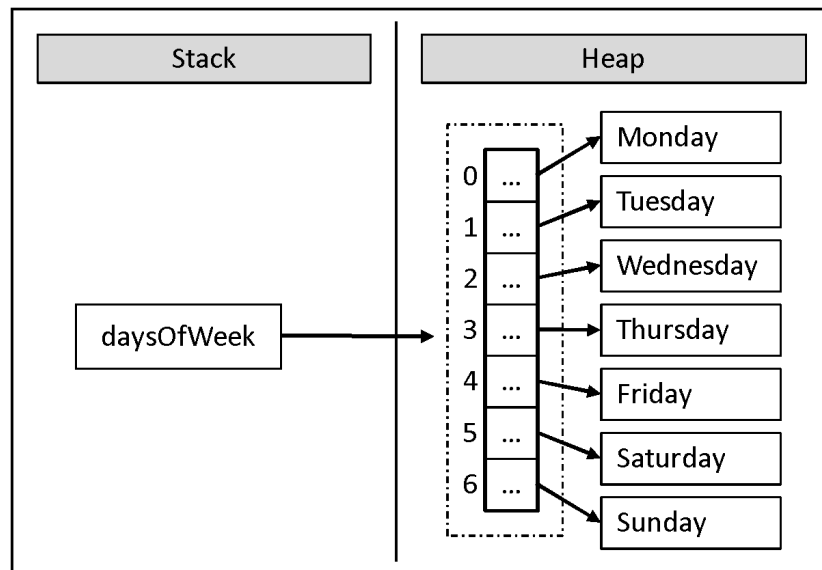 Stack
Heap
daysOfWeek
0 ... Monday
1 ... Tuesday
2 ... Wednesday
3 ... Thursday
4 ... Friday
5 ... Saturday
6 ... Sunday